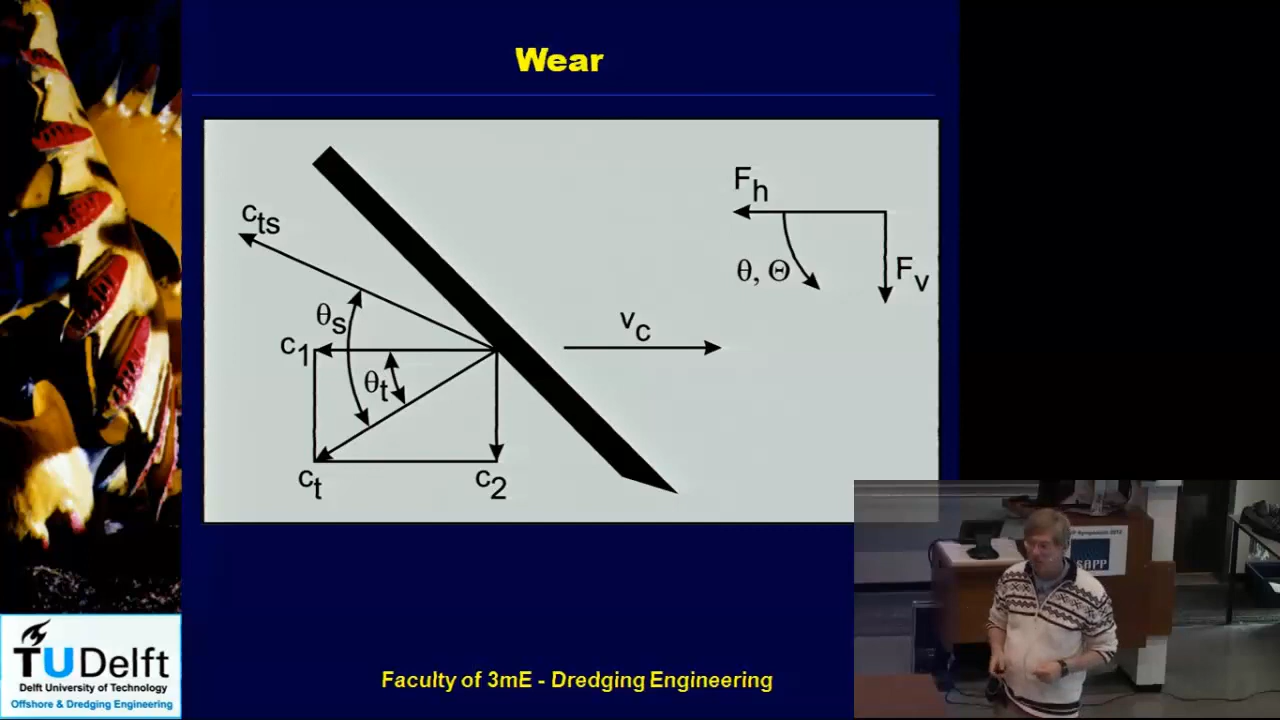 Wear
Fh
cts
θ, Θ
Fv
θs
vc
c1
θt
ct
c2
SAPP
TUDelft
Delft University of Technology
Offshore & Dredging Engineering
Faculty of 3mE - Dredging Engineering